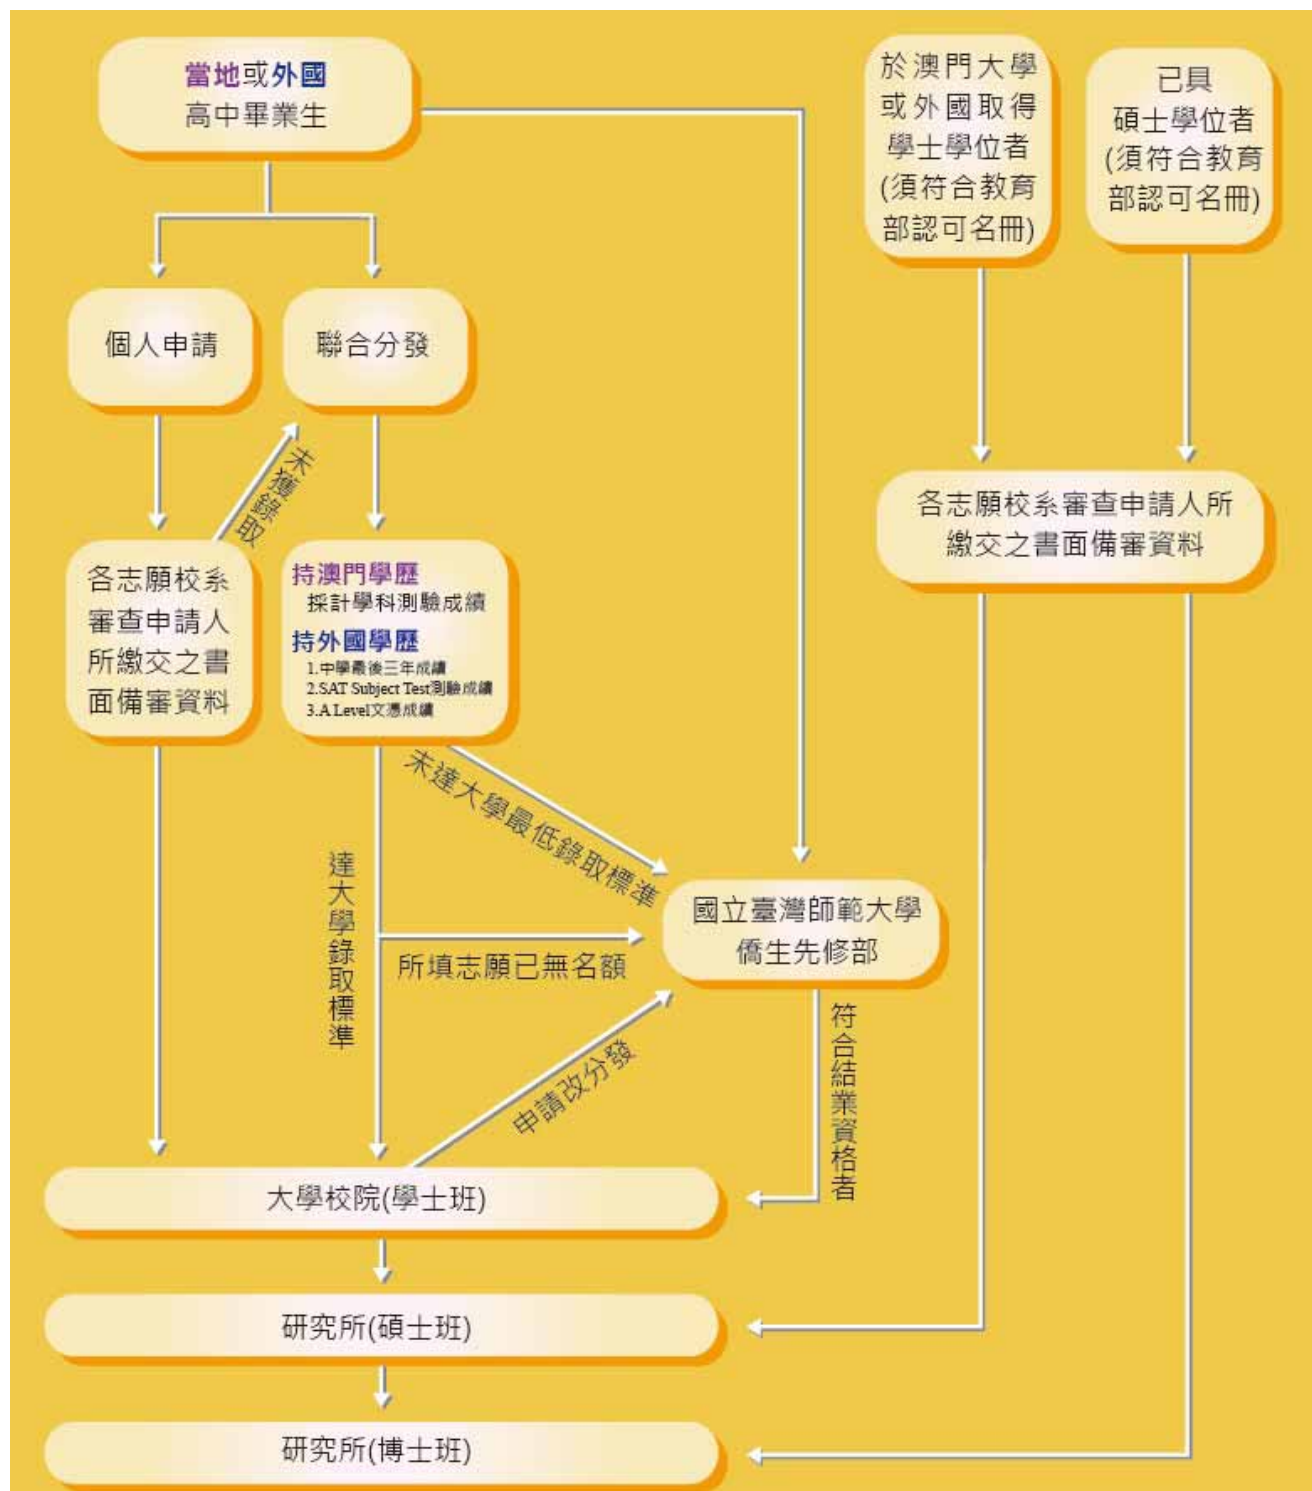 當地或外國
高中畢業生
於澳門大學
或外國取得
學士學位者
(須符合教育
部認可名冊)
已具
碩士學位者
(須符合教育
部認可名冊)
個人申請
聯合分發
未獲錄取
各志願校系審查申請人所
繳交之書面備審資料
各志願校系
審查申請人
所繳交之書
面備審資料
持澳門學歷
採計學科測驗成績
持外國學歷
1.中學最後三年成績
2.SAT Subject Test測驗成績
3.A Level文憑成績
未達大學最低錄取標準
達大學錄取標準
國立臺灣師範大學
僑生先修部
所填志願已無名額
申請改分發
符合結業資格者
大學校院(學士班)
研究所(碩士班)
研究所(博士班)